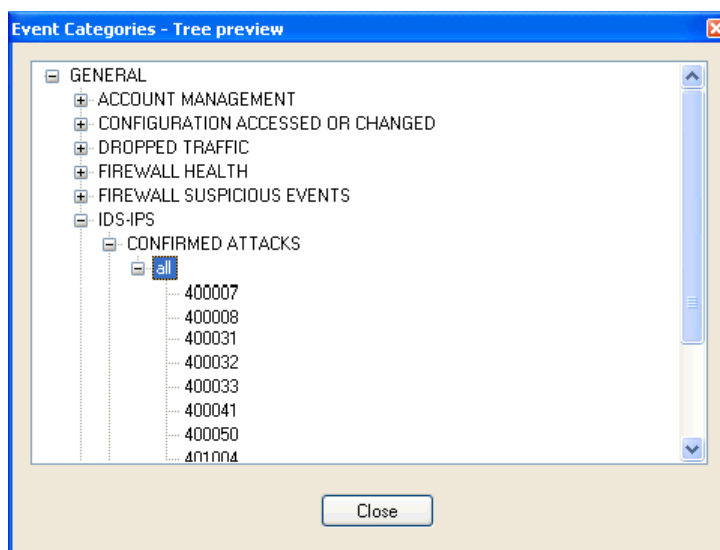 Event Categories - Tree preview
GENERAL
ACCOUNT MANAGEMENT
CONFIGURATION ACCESSED OR CHANGED
DROPPED TRAFFIC
FIREWALL HEALTH
FIREWALL SUSPICIOUS EVENTS
IDS-IPS
CONFIRMED ATTACKS
all
400007
400008
400031
400032
400033
400041
400050
401004
Close